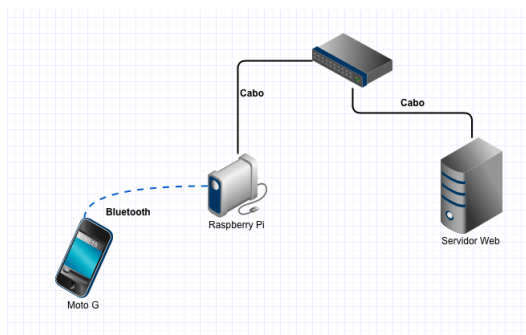 Cabo
Cabo
Bluetooth
Raspberry Pi
Servidor Web
Moto G